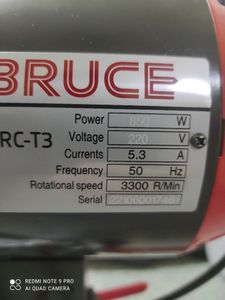 BRUCE
Power 850 W
RC-T3
Voltage 220 V
Currents 5.3 A
Frequency 50 Hz
Rotational speed 3300 R/Min
Serial
REDMI NOTE 9 PRO
AI QUAD CAMERA